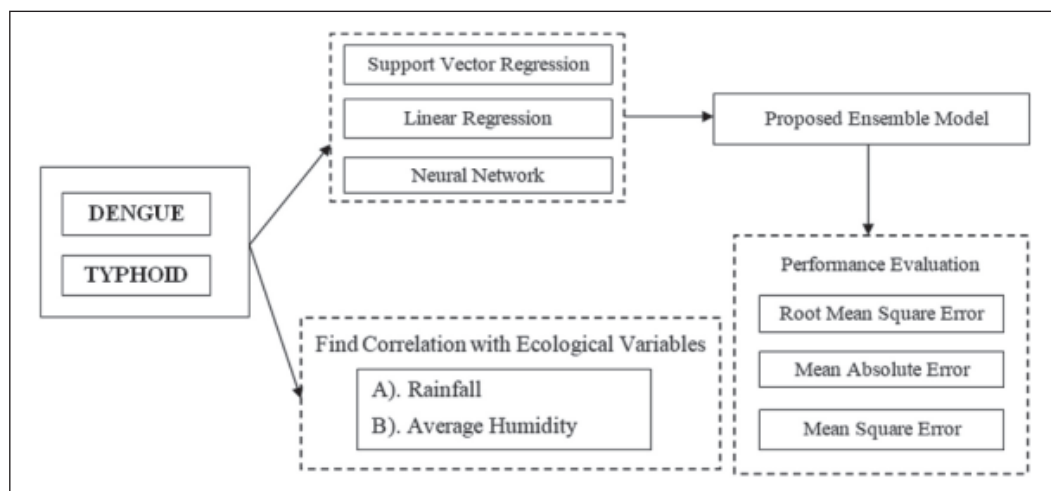 DENGUE
TYPHOID
Support Vector Regression
Linear Regression
Neural Network
Proposed Ensemble Model
Find Correlation with Ecological Variables
A). Rainfall
B). Average Humidity
Performance Evaluation
Root Mean Square Error
Mean Absolute Error
Mean Square Error